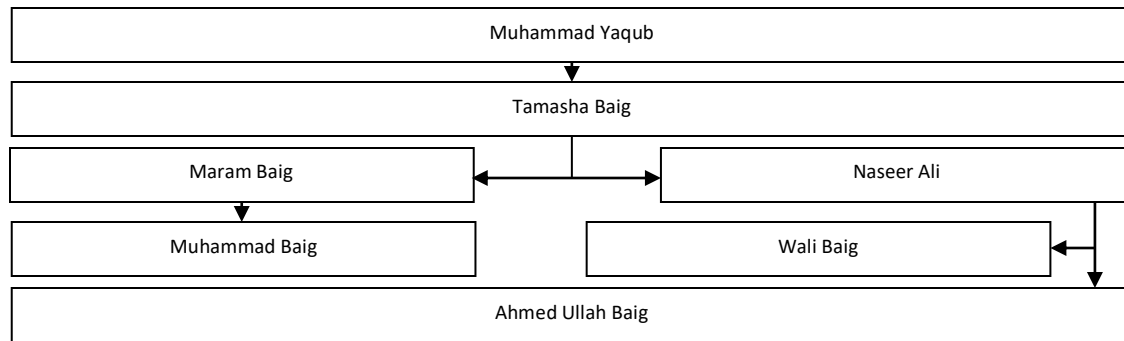 Muhammad Yaqub
Tamasha Baig
Maram Baig
Naseer Ali
Muhammad Baig
Wali Baig
Ahmed Ullah Baig